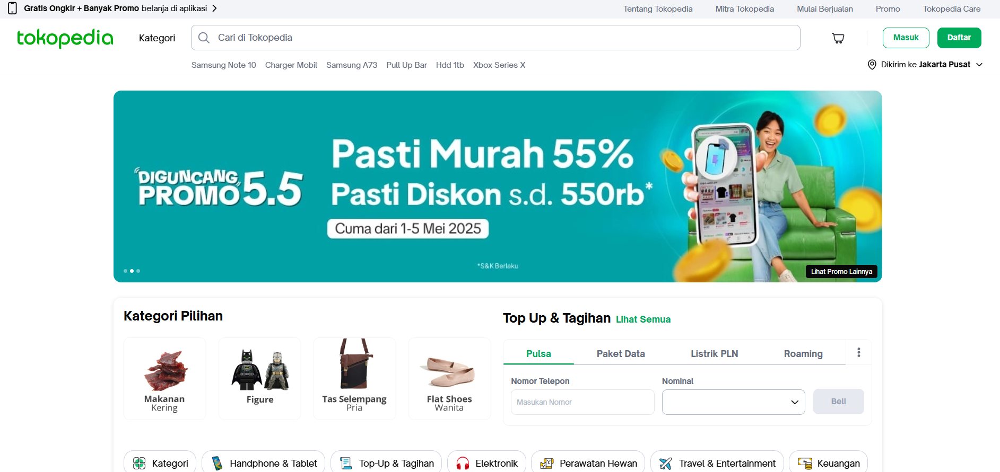 Gratis Ongkir + Banyak Promo belanja di aplikasi
Tentang Tokopedia
Mitra Tokopedia
Mulai Berjualan
Promo
Tokopedia Care
tokopedia
Kategori
Cari di Tokopedia
Masuk
Daftar
Samsung Note 10
Charger Mobil
Samsung A73
Pull Up Bar
Hdd 1tb
Xbox Series X
Dikirim ke Jakarta Pusat
DIGUNCANG
PROMO 5.5
Pasti Murah 55%
Pasti Diskon s.d. 550rb*
Cuma dari 1-5 Mei 2025
*S&K Berlaku
Lihat Promo Lainnya
Kategori Pilihan
Makanan
Kering
Figure
Tas Selempang
Pria
Flat Shoes
Wanita
Top Up & Tagihan Lihat Semua
Pulsa
Paket Data
Listrik PLN
Roaming
Nomor Telepon
Nominal
Masukan Nomor
Beli
Kategori
Handphone & Tablet
Top-Up & Tagihan
Elektronik
Perawatan Hewan
Travel & Entertainment
Keuangan